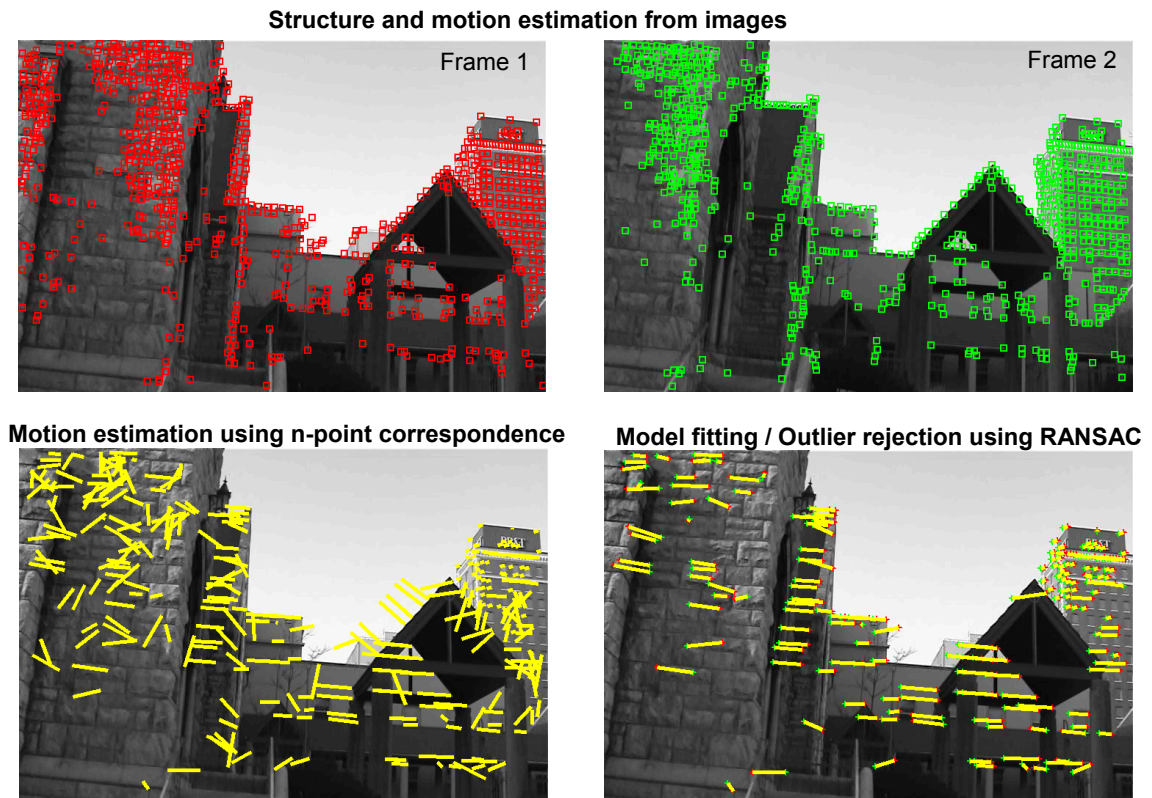 Structure and motion estimation from images
Frame 1
Frame 2
Motion estimation using n-point correspondence
Model fitting / Outlier rejection using RANSAC